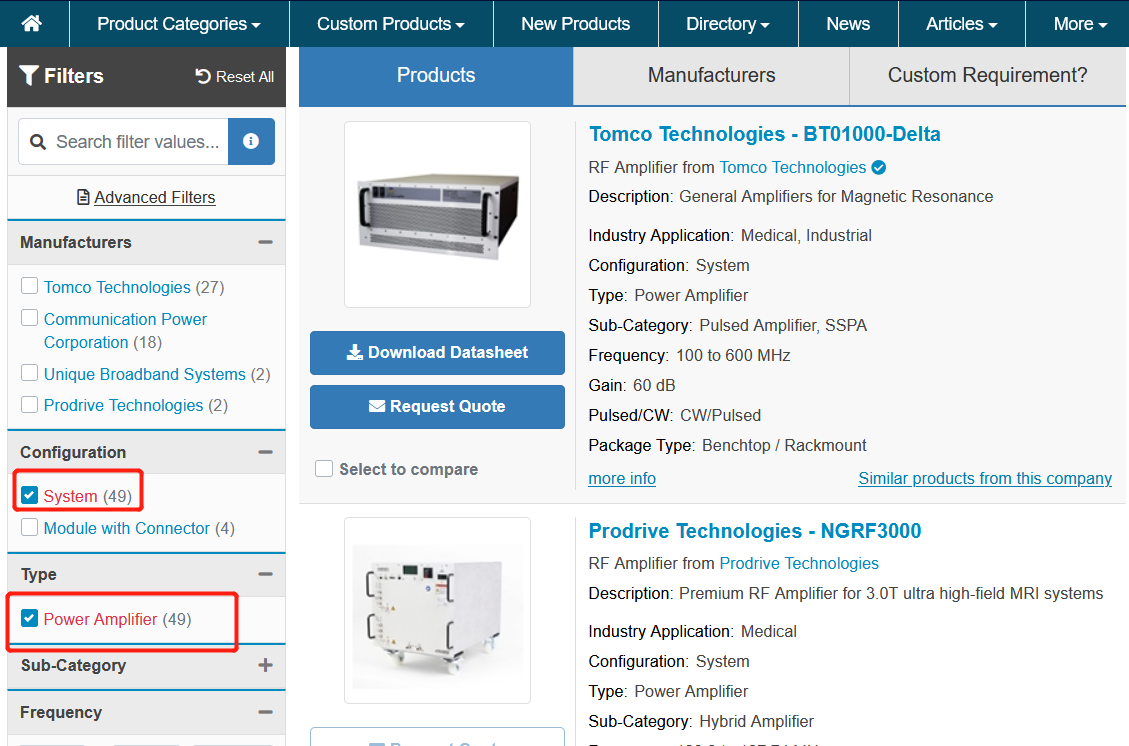 Product Categories
Custom Products
New Products
Directory
News
Articles
More
Filters
Reset All
Search filter values...
Advanced Filters
Manufacturers
Tomco Technologies (27)
Communication Power
Corporation (18)
Unique Broadband Systems (2)
Prodrive Technologies (2)
Configuration
System (49)
Module with Connector (4)
Type
Power Amplifier (49)
Sub-Category
Frequency
Products
Manufacturers
Custom Requirement?
Tomco Technologies - BT01000-Delta
RF Amplifier from Tomco Technologies
Description: General Amplifiers for Magnetic Resonance
Industry Application: Medical, Industrial
Configuration: System
Type: Power Amplifier
Sub-Category: Pulsed Amplifier, SSPA
Frequency: 100 to 600 MHz
Gain: 60 dB
Pulsed/CW: CW/Pulsed
Package Type: Benchtop / Rackmount
more info
Similar products from this company
Download Datasheet
Request Quote
Select to compare
Prodrive Technologies - NGRF3000
RF Amplifier from Prodrive Technologies
Description: Premium RF Amplifier for 3.0T ultra high-field MRI systems
Industry Application: Medical
Configuration: System
Type: Power Amplifier
Sub-Category: Hybrid Amplifier